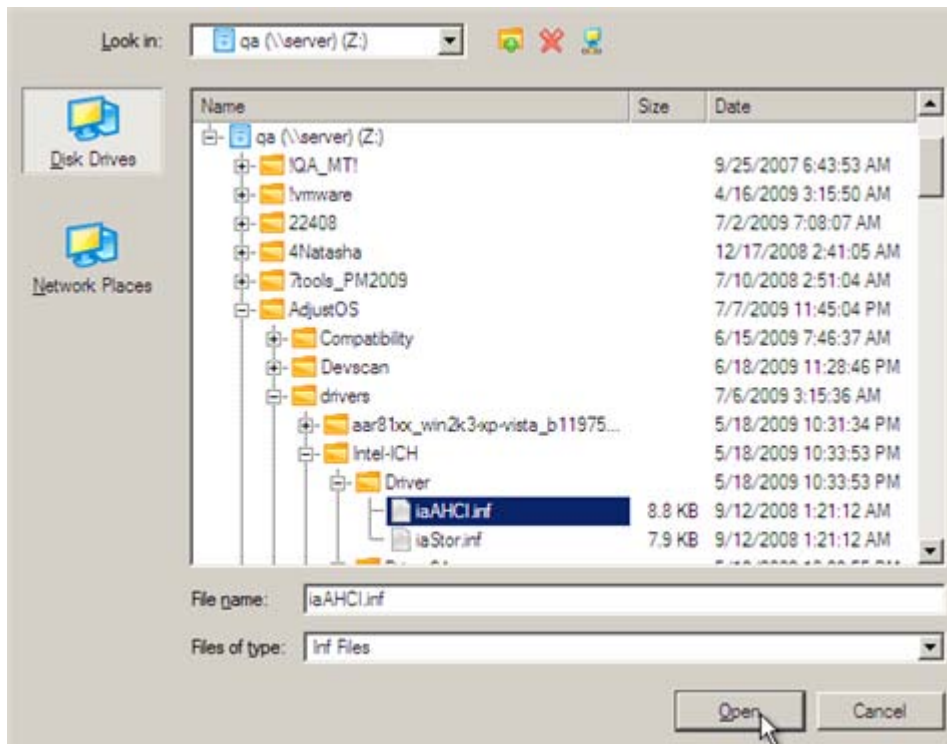 Look in: qa (\\server) (Z:)
Disk Drives
Network Places
Name Size Date
qa (\\server) (Z:)
!QA_MT! 9/25/2007 6:43:53 AM
!vmware 4/16/2009 3:15:50 AM
22408 7/2/2009 7:08:07 AM
4Natasha 12/17/2008 2:41:05 AM
7tools_PM2009 7/10/2008 2:51:04 AM
AdjustOS 7/7/2009 11:45:04 PM
Compatibility 6/15/2009 7:46:37 AM
Devscan 6/18/2009 11:28:46 PM
drivers 7/6/2009 3:15:36 AM
aar81xx_win2k3-xp-vista_b11975... 5/18/2009 10:31:34 PM
Intel-ICH 5/18/2009 10:33:53 PM
Driver 5/18/2009 10:33:53 PM
iaAHCI.inf 8.8 KB 9/12/2008 1:21:12 AM
iaStor.inf 7.9 KB 9/12/2008 1:21:12 AM
File name: iaAHCI.inf
Files of type: Inf Files
Open Cancel